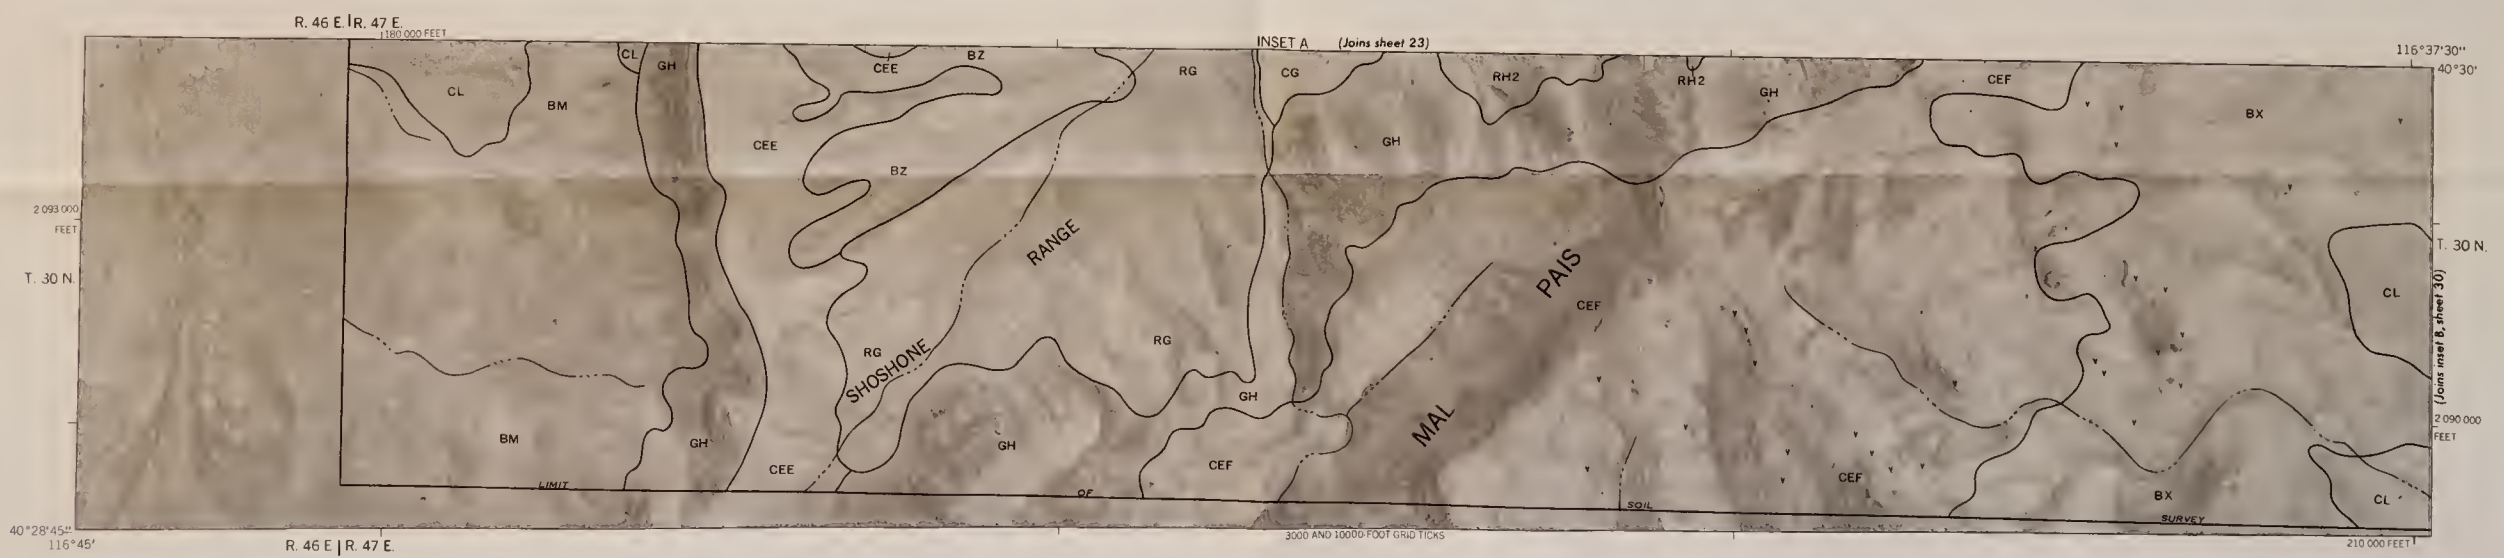 R. 46 E. | R. 47 E.
180 000 FEET
INSET A (Joins sheet 23)
116°37'30"
40°30'
CL
BM
CL
GH
CEE
BZ
RG
CG
RH2
RH2
GH
CEF
BX
CEE
BZ
GH
2 093 000
FEET
T. 30 N.
T. 30 N.
RANGE
MAL PAIS
CEF
CL
(Joins inset B, sheet 30)
RG
SHOSHONE
RG
GH
BM
GH
CEE
GH
CEF
CEF
BX
CL
2 090 000
FEET
LIMIT OF SOIL SURVEY
40°28'45"
116°45'
R. 46 E | R. 47 E.
3000 AND 10000-FOOT GRID TICKS
210 000 FEET